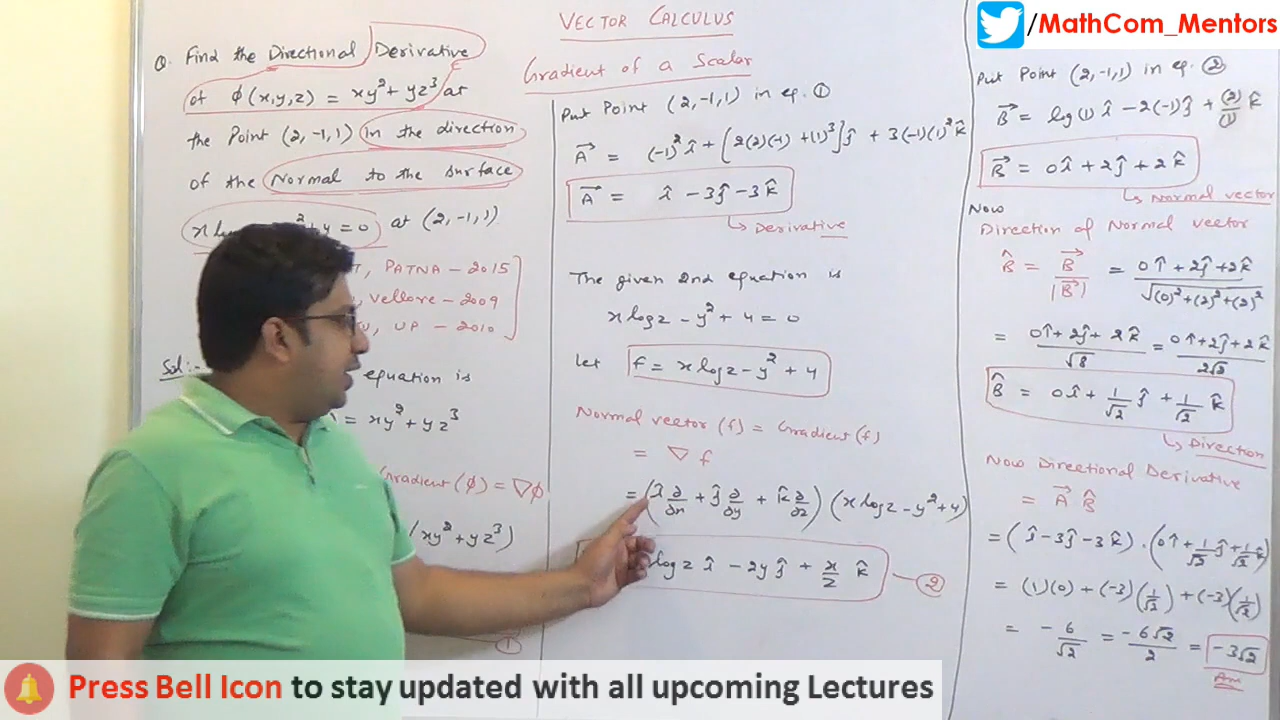 /MathCom_Mentors
VECTOR CALCULUS
Gradient of a Scalar
Q. Find the Directional Derivative
of ϕ(x,y,z) = xy² + yz³ at
the Point (2,-1,1) in the direction
of the Normal to the surface
x log ²+4 = 0 at (2,-1,1).
, PATNA - 2015
, Vellore - 2009
, UP - 2010
Sol:-
equation is
= xy² + yz³
Gradient (ϕ) = ∇ϕ
(xy² + yz³)
①
Put Point (2,-1,1) in eq. ①
A⃗ = (-1)² î + [2(2)(-1) + (1)³] ĵ + 3(-1)(1)² k̂
A⃗ = î - 3ĵ - 3k̂
↳ Derivative
The given 2nd equation is
x log z - y² + 4 = 0
Let f = x log z - y² + 4
Normal vector (f) = Gradient (f)
= ∇f
= (î ∂/∂x + ĵ ∂/∂y + k̂ ∂/∂z) (x log z - y² + 4)
log z î - 2y ĵ + x/z k̂ — ②
Put Point (2,-1,1) in eq. ②
B⃗ = log(1) î - 2(-1) ĵ + (2)/(1) k̂
B⃗ = 0î + 2ĵ + 2k̂
↳ Normal vector
Now
Direction of Normal vector
B̂ = B⃗/|B⃗| = 0î + 2ĵ + 2k̂/√(0)²+(2)²+(2)²
= 0î + 2ĵ + 2k̂/√8 = 0î + 2ĵ + 2k̂/2√2
B̂ = 0î + 1/√2 ĵ + 1/√2 k̂
↳ Direction
Now Directional Derivative
= A⃗ B̂
= (î - 3ĵ - 3k̂) . (0î + 1/√2 ĵ + 1/√2 k̂)
= (1)(0) + (-3)(1/√2) + (-3)(1/√2)
= -6/√2 = -6√2/2 = -3√2
Ans
Press Bell Icon to stay updated with all upcoming Lectures